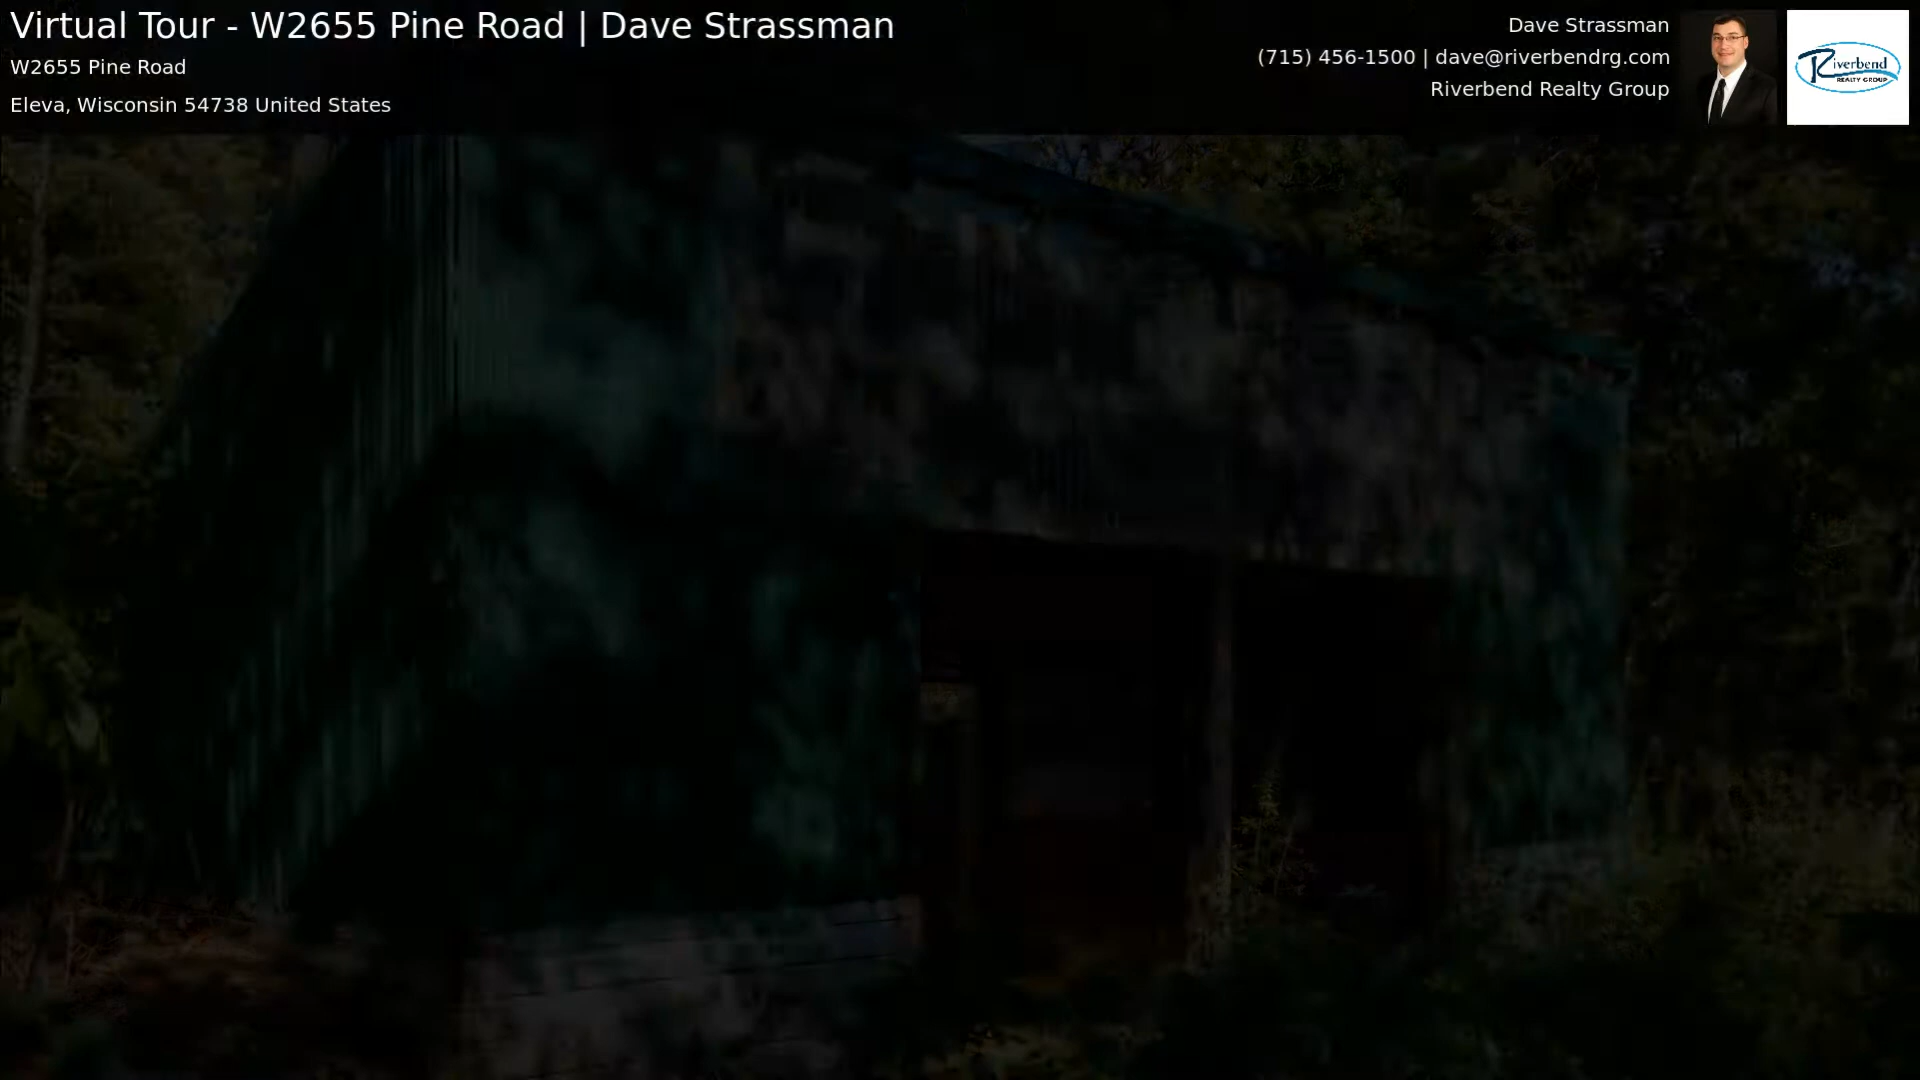 Virtual Tour - W2655 Pine Road | Dave Strassman
W2655 Pine Road
Eleva, Wisconsin 54738 United States
Dave Strassman
(715) 456-1500 | dave@riverbendrg.com
Riverbend Realty Group
Riverbend
REALTY GROUP